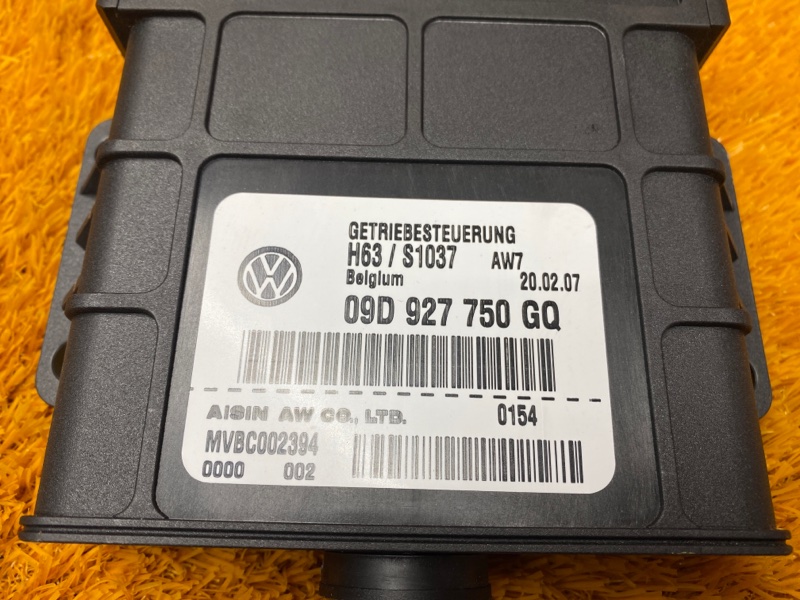 GETRIEBESTEUERUNG
H63 / S1037 AW7
Belgium 20.02.07
09D 927 750 GQ
AISIN AW CO., LTD. 0154
MVBC002394
0000 002